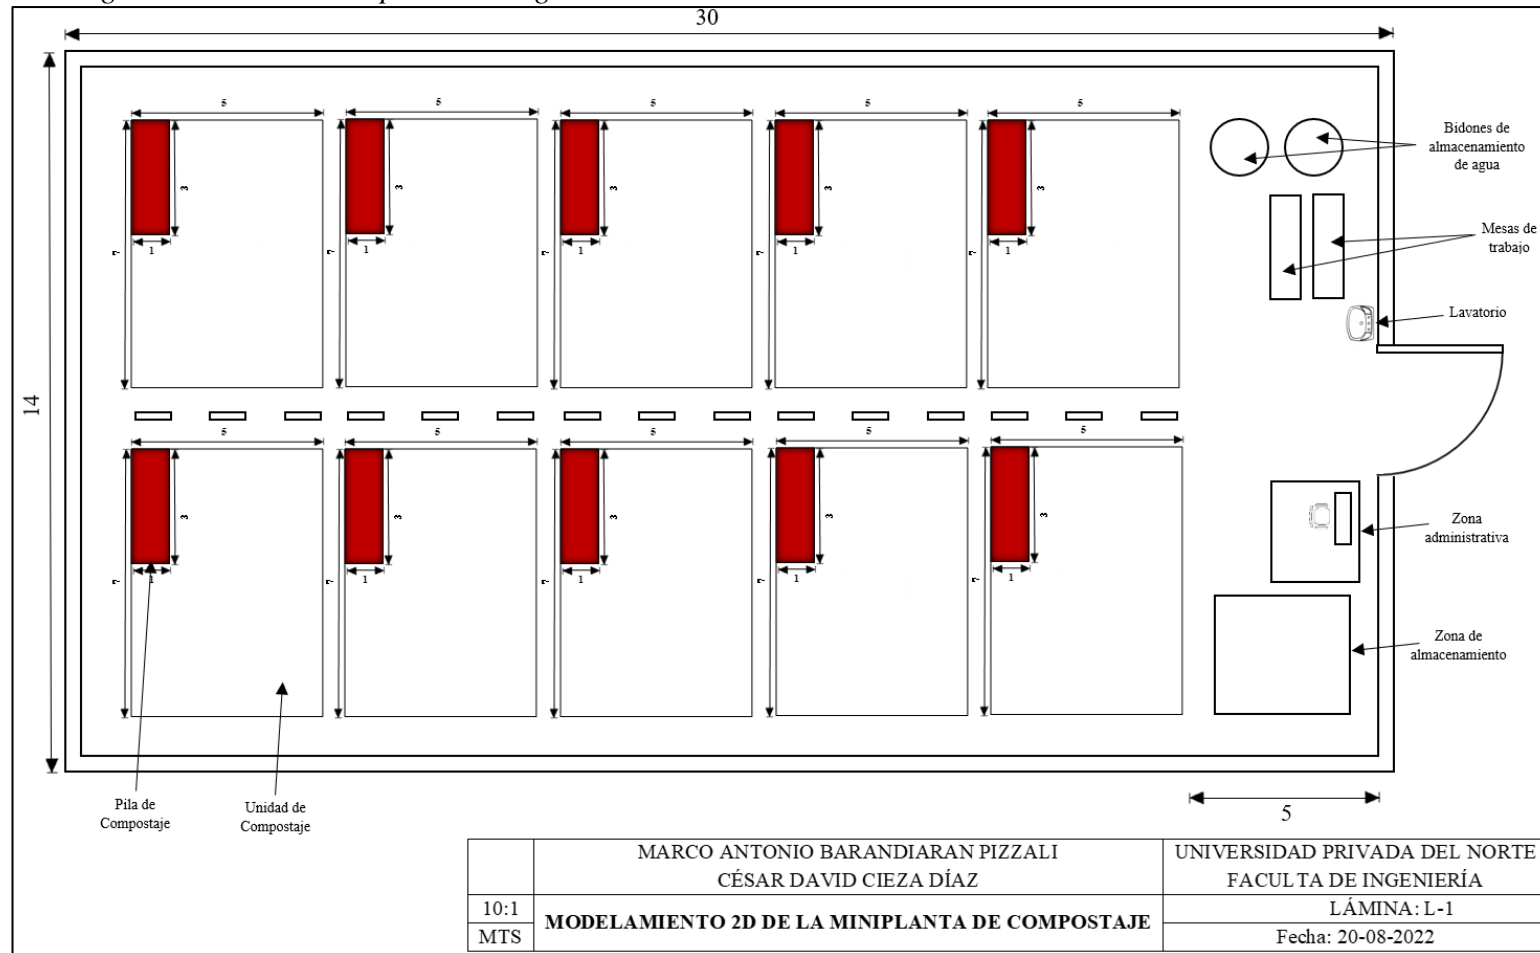 30
5
5
5
5
5
3
3
3
3
3
1
1
1
1
1
7
7
7
7
7
Bidones de
almacenamiento
de agua
Mesas de
trabajo
Lavatorio
14
5
5
5
5
5
3
3
3
3
3
1
1
1
1
1
7
7
7
7
7
Zona
administrativa
Zona de
almacenamiento
Pila de
Compostaje
Unidad de
Compostaje
5
MARCO ANTONIO BARANDIARAN PIZZALI
CÉSAR DAVID CIEZA DÍAZ
UNIVERSIDAD PRIVADA DEL NORTE
FACULTA DE INGENIERÍA
10:1
MTS
MODELAMIENTO 2D DE LA MINIPLANTA DE COMPOSTAJE
LÁMINA: L-1
Fecha: 20-08-2022